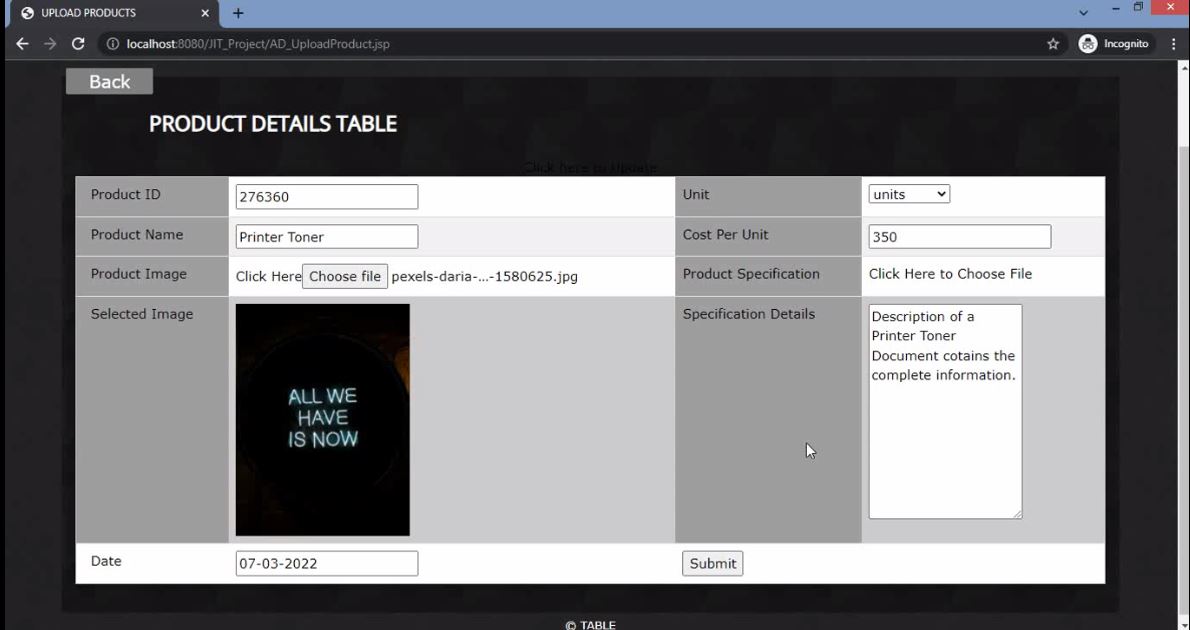 UPLOAD PRODUCTS
localhost:8080/JIT_Project/AD_UploadProduct.jsp
Incognito
Back
PRODUCT DETAILS TABLE
Click here to Update
Product ID
276360
Unit
units
Product Name
Printer Toner
Cost Per Unit
350
Product Image
Click Here Choose file pexels-daria-...-1580625.jpg
Product Specification
Click Here to Choose File
Selected Image
ALL WE
HAVE
IS NOW
Specification Details
Description of a
Printer Toner
Document cotains the
complete information.
Date
07-03-2022
Submit
© TABLE